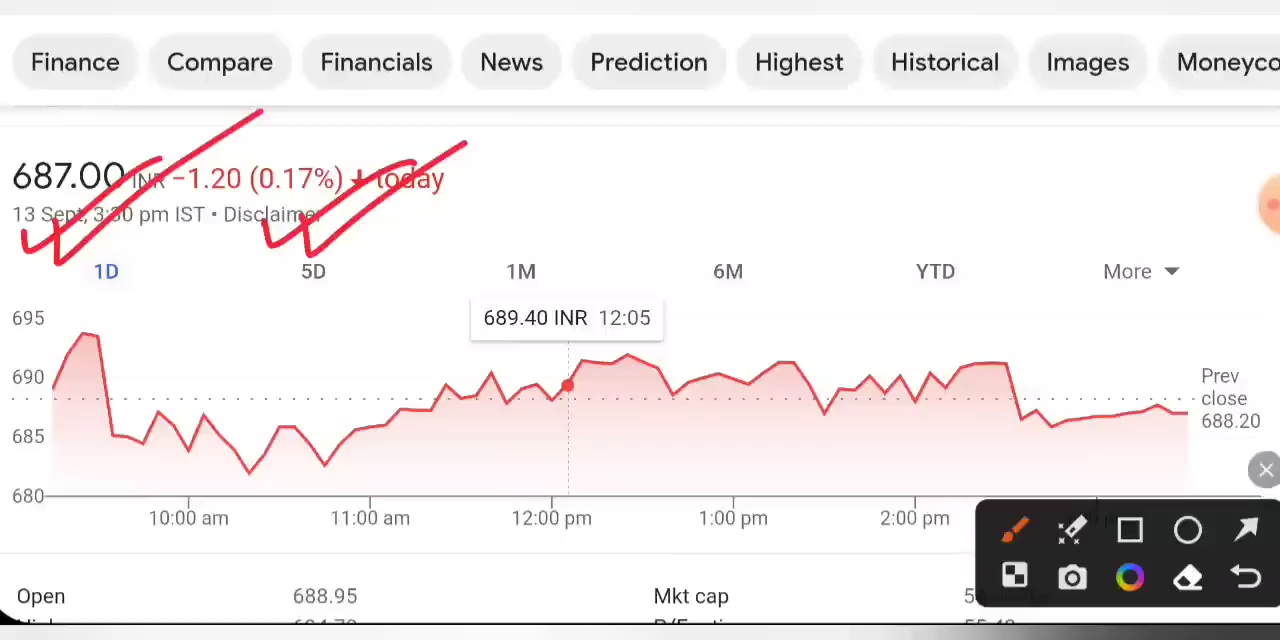 Finance Compare Financials News Prediction Highest Historical Images Moneyco
687.00 INR −1.20 (0.17%) ↓ today
13 Sept, 3:30 pm IST • Disclaimer
1D 5D 1M 6M YTD More
689.40 INR 12:05
695
690
685
680
Prev
close
688.20
10:00 am 11:00 am 12:00 pm 1:00 pm 2:00 pm
Open 688.95 Mkt cap